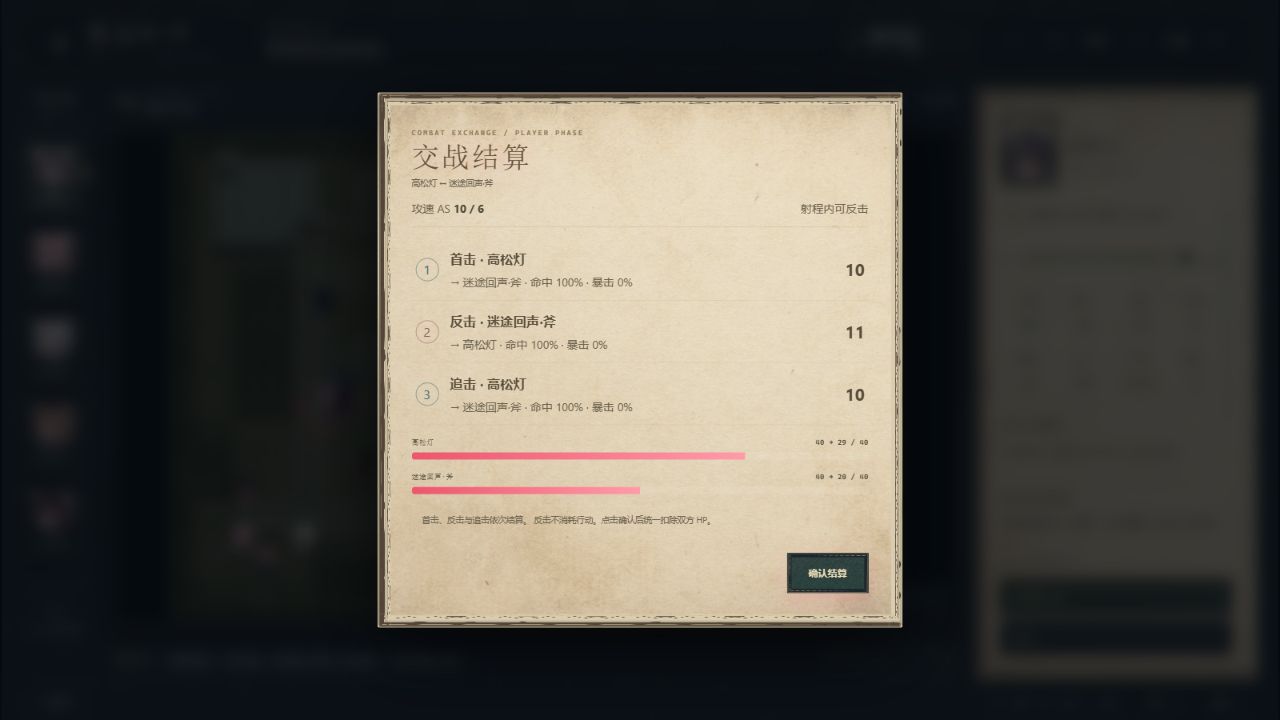 COMBAT EXCHANGE / PLAYER PHASE
交战结算
高松灯 ↔ 迷途回声·斧
攻速 AS 10 / 6
射程内可反击
1
首击 · 高松灯
→ 迷途回声·斧 · 命中 100% · 暴击 0%
10
2
反击 · 迷途回声·斧
→ 高松灯 · 命中 100% · 暴击 0%
11
3
追击 · 高松灯
→ 迷途回声·斧 · 命中 100% · 暴击 0%
10
高松灯
40 → 29 / 40
迷途回声·斧
40 → 20 / 40
首击、反击与追击依次结算。 反击不消耗行动。点击确认后统一扣除双方 HP。
确认结算